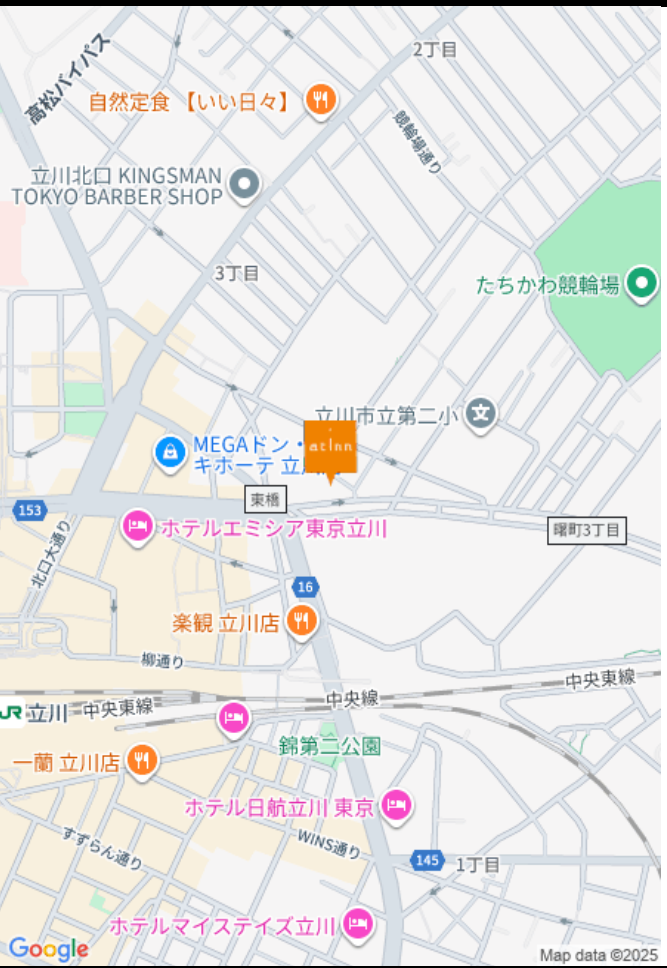 2丁目
高松バイパス
自然定食 【いい日々】
競輪場通り
立川北口 KINGSMAN
TOKYO BARBER SHOP
3丁目
たちかわ競輪場
立川市立第二小
文
atinn
MEGAドン・
キホーテ 立川
東橋
153
ホテルエミシア東京立川
曙町3丁目
北口大通り
16
楽観 立川店
柳通り
中央東線
中央線
JR 立川
中央東線
錦第二公園
一蘭 立川店
ホテル日航立川 東京
WINS通り
すずらん通り
145
1丁目
ホテルマイステイズ立川
Google
Map data ©2025